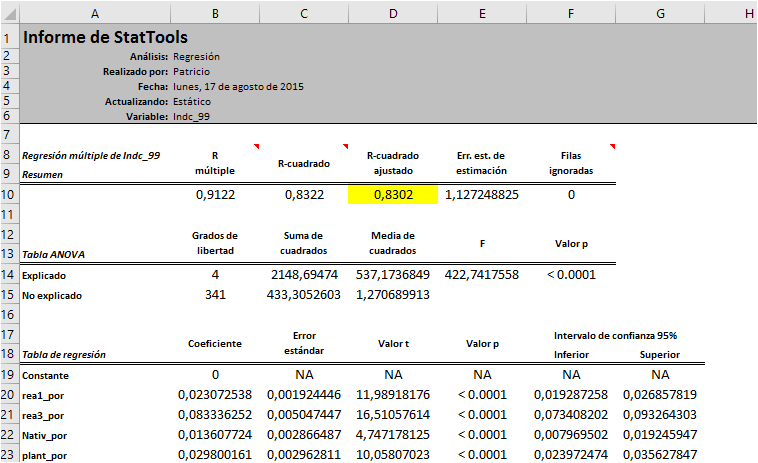 A B C D E F G H
1 Informe de StatTools
2 Análisis: Regresión
3 Realizado por: Patricio
4 Fecha: lunes, 17 de agosto de 2015
5 Actualizando: Estático
6 Variable: Indc_99
7
8 Regresión múltiple de Indc_99 R múltiple R-cuadrado R-cuadrado ajustado Err. est. de estimación Filas ignoradas
9 Resumen
10 0,9122 0,8322 0,8302 1,127248825 0
11
12 Grados de libertad Suma de cuadrados Media de cuadrados F Valor p
13 Tabla ANOVA
14 Explicado 4 2148,69474 537,1736849 422,7417558 < 0.0001
15 No explicado 341 433,3052603 1,270689913
16
17 Coeficiente Error estándar Valor t Valor p Intervalo de confianza 95%
18 Tabla de regresión Inferior Superior
19 Constante 0 NA NA NA NA NA
20 rea1_por 0,023072538 0,001924446 11,98918176 < 0.0001 0,019287258 0,026857819
21 rea3_por 0,083336252 0,005047447 16,51057614 < 0.0001 0,073408202 0,093264303
22 Nativ_por 0,013607724 0,002866487 4,747178125 < 0.0001 0,007969502 0,019245947
23 plant_por 0,029800161 0,002962811 10,05807023 < 0.0001 0,023972474 0,035627847